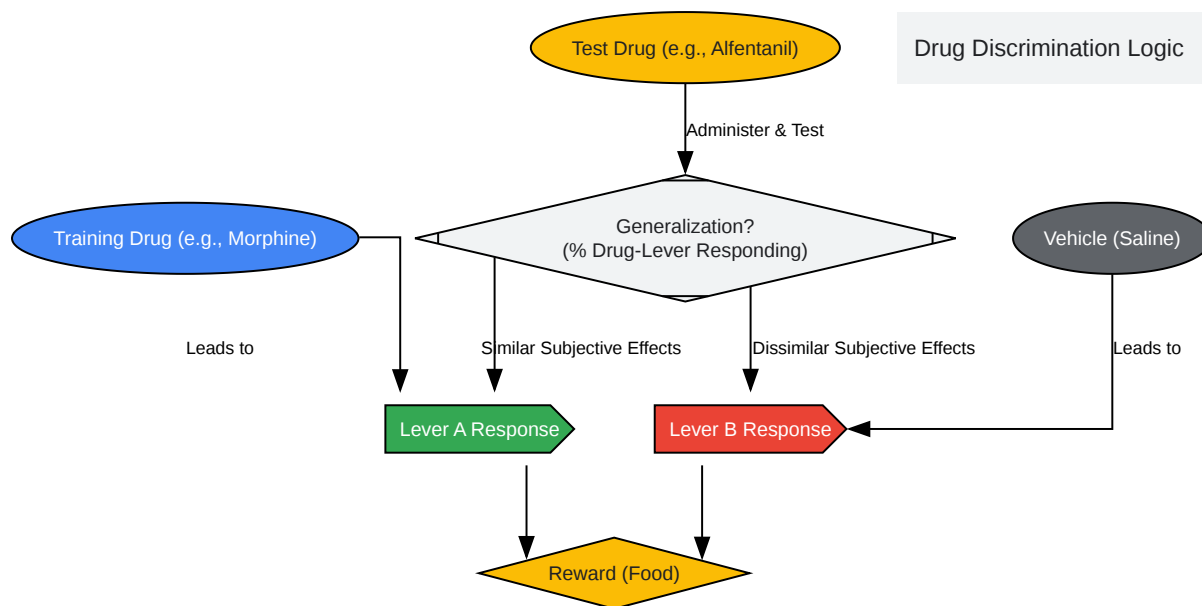 Test Drug (e.g., Alfentanil)
Drug Discrimination Logic
Administer & Test
Training Drug (e.g., Morphine)
Generalization?
(% Drug-Lever Responding)
Vehicle (Saline)
Leads to
Similar Subjective Effects
Dissimilar Subjective Effects
Leads to
Lever A Response
Lever B Response
Reward (Food)